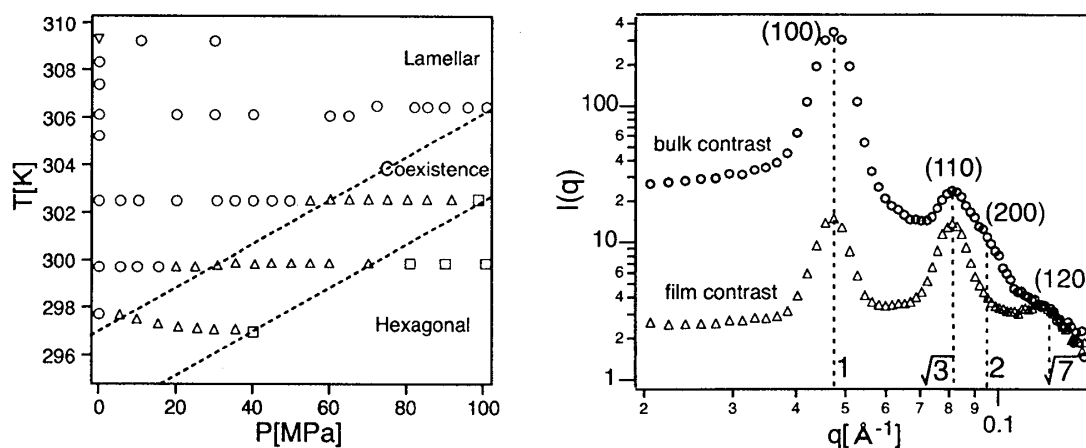 310
308
306
304
302
300
298
296
T[K]
Lamellar
Coexistence
Hexagonal
0 20 40 60 80 100
P[MPa]
4
2
100
6
4
2
10
6
4
2
1
I(q)
(100)
bulk contrast
(110)
(200)
film contrast
(120)
1 √3 2 √7
2 3 4 5 6 7 8 9 0.1
q[Å⁻¹]